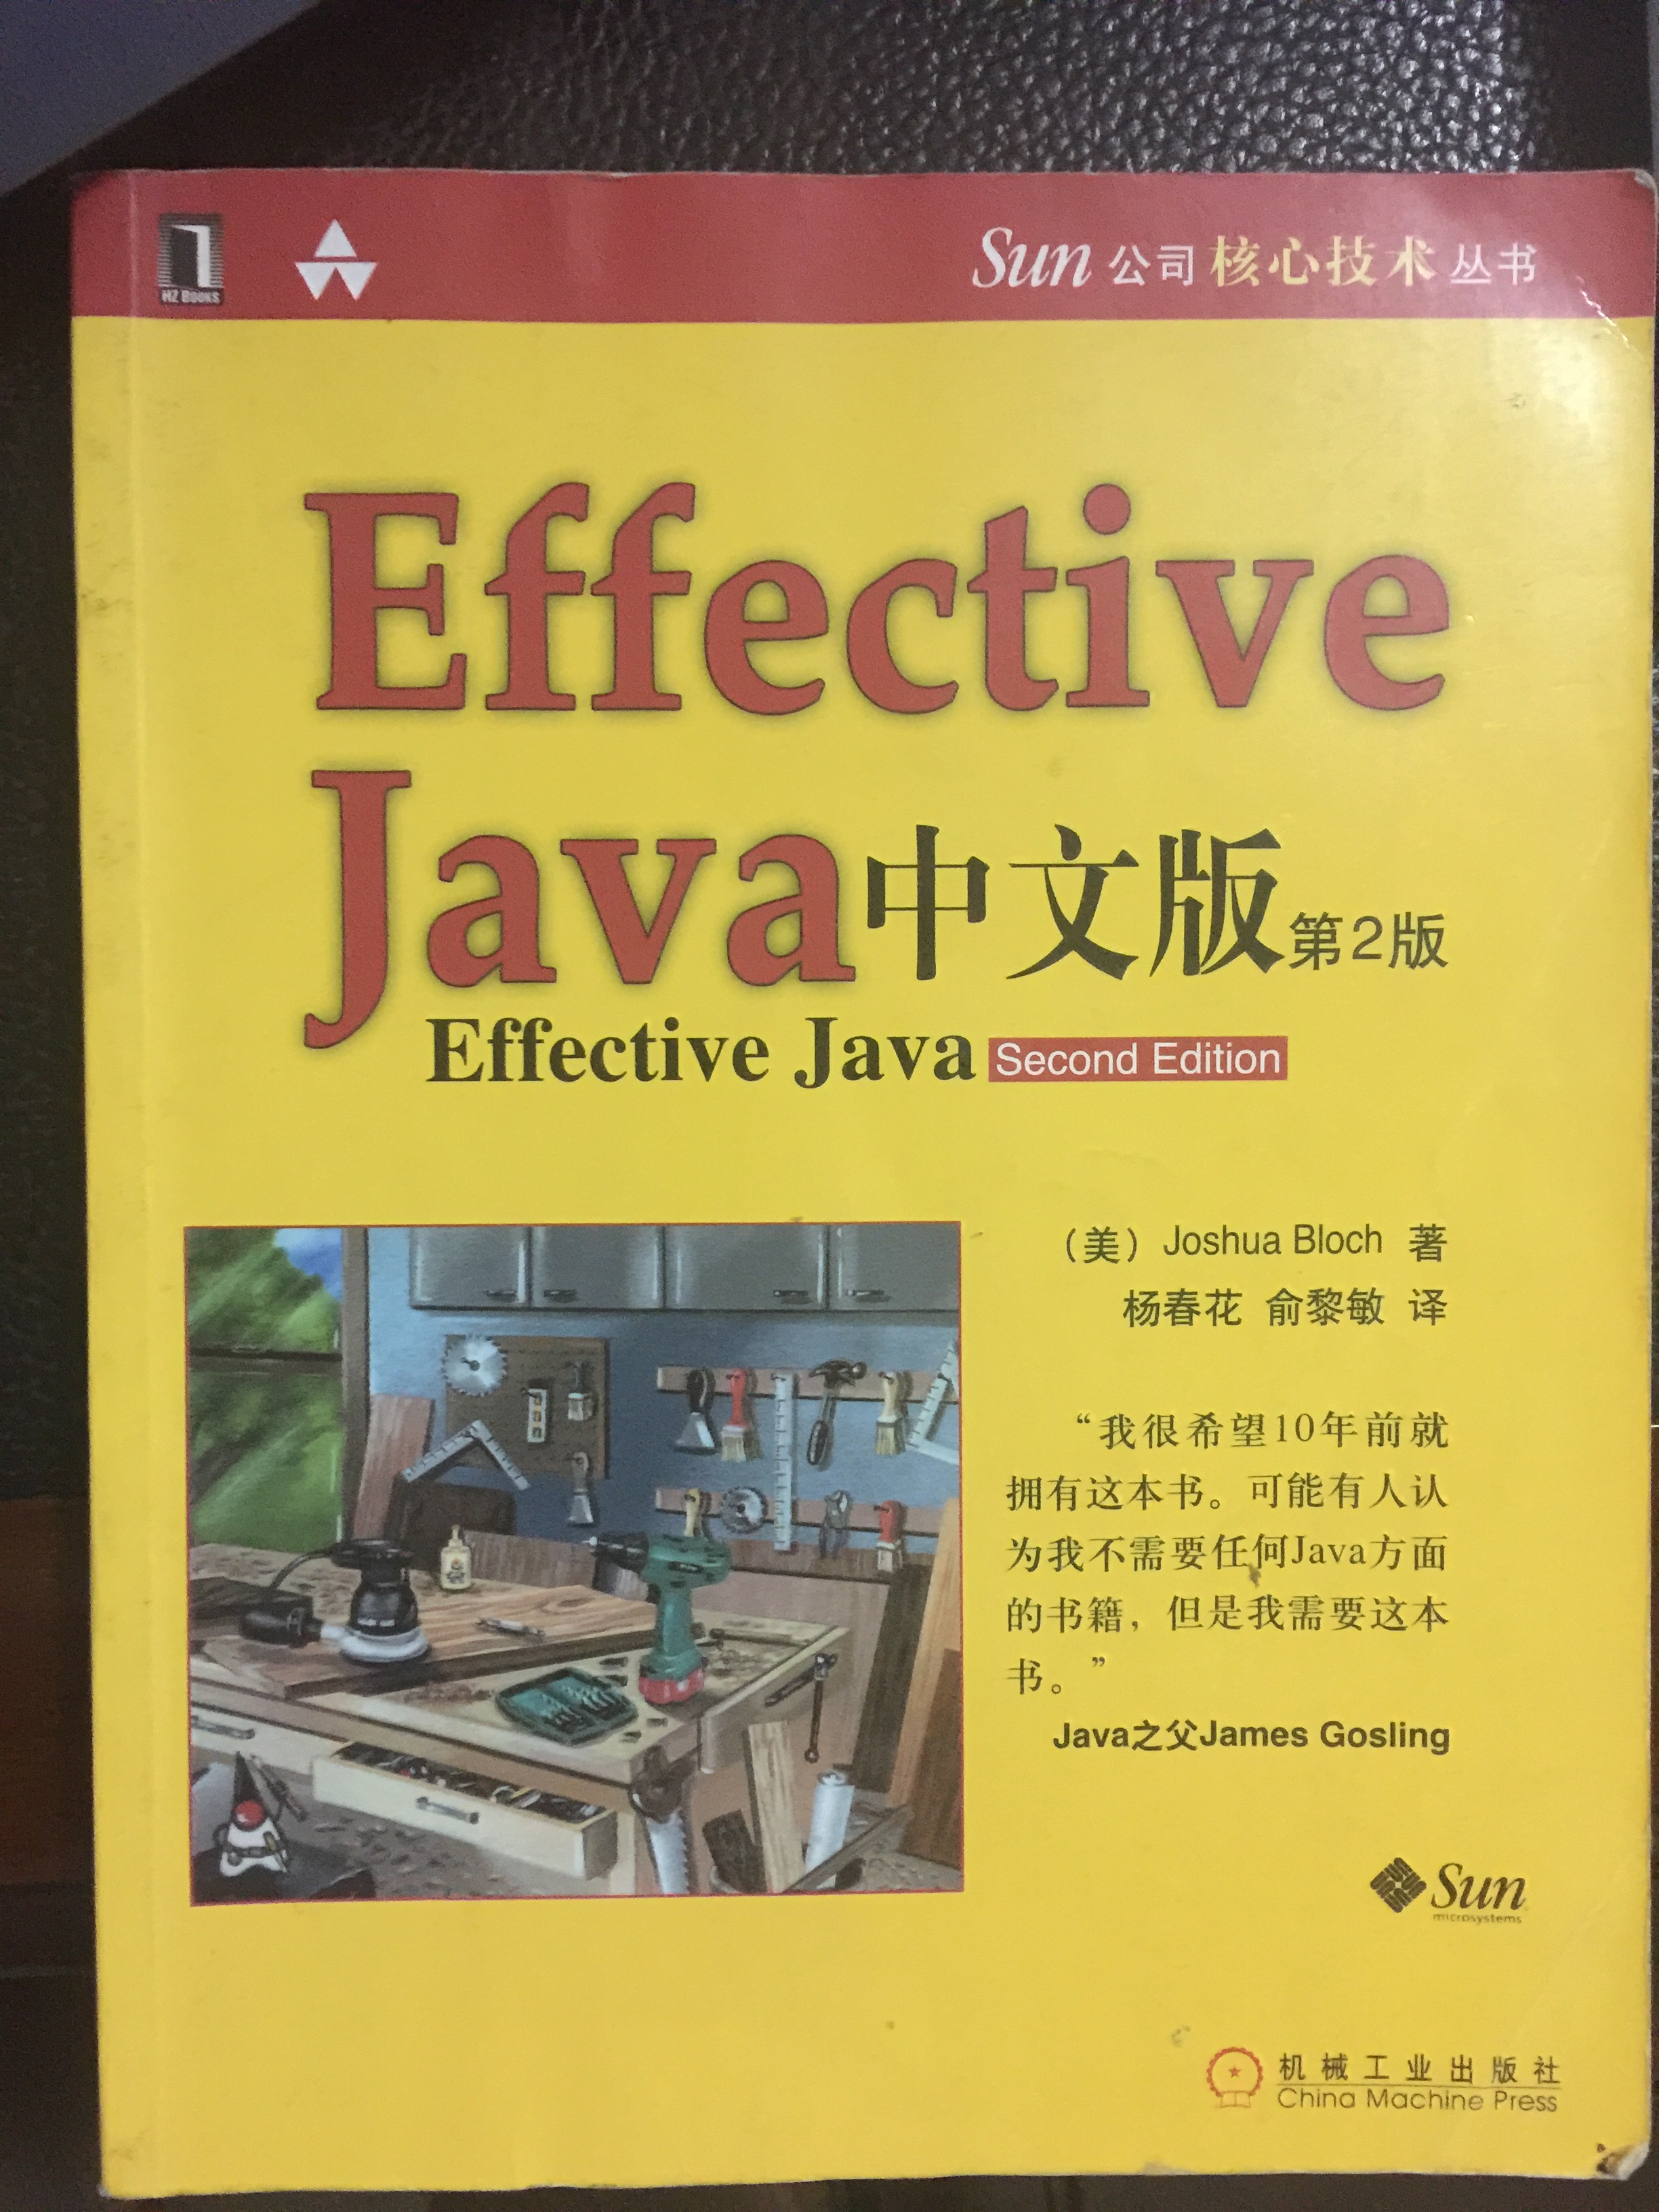 HZ BOOKS
Sun 公司 核心技术 丛书
Effective
Java中文版 第2版
Effective Java Second Edition
（美）Joshua Bloch 著
杨春花 俞黎敏 译
“我很希望10年前就
拥有这本书。可能有人认
为我不需要任何Java方面
的书籍，但是我需要这本
书。”
Java之父James Gosling
Sun
microsystems
机械工业出版社
China Machine Press